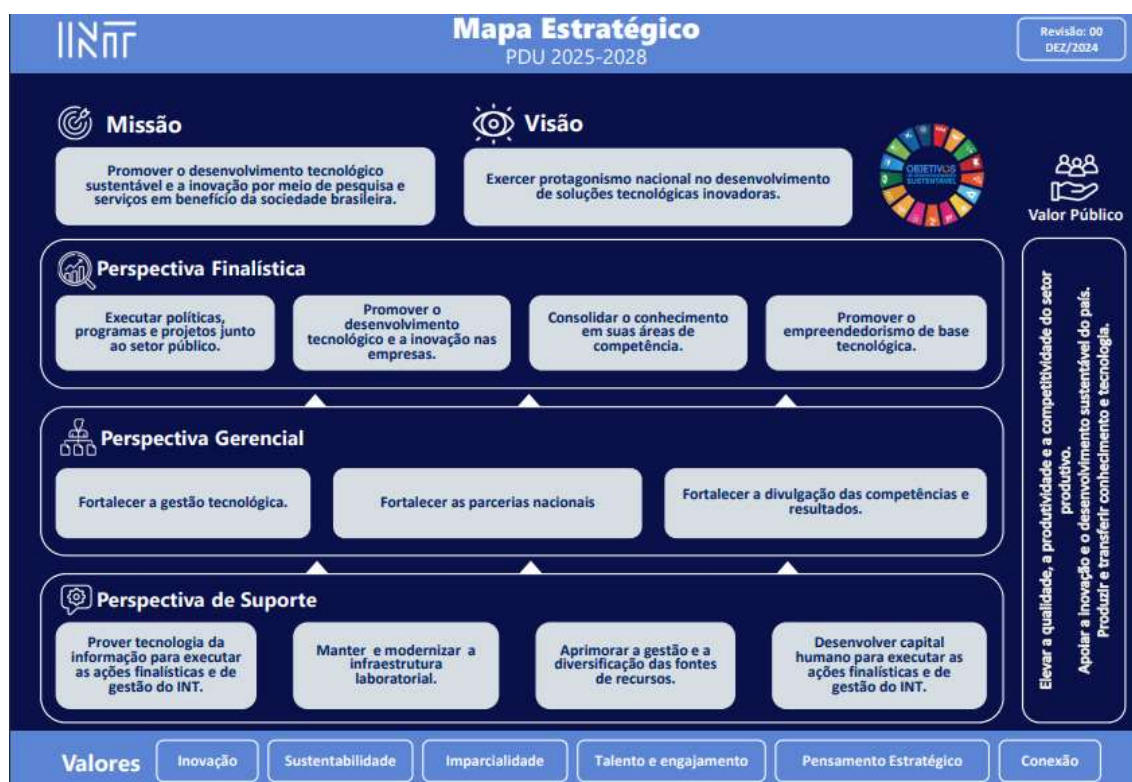 INT
Mapa Estratégico
PDU 2025-2028
Revisão: 00
DEZ/2024
Missão
Promover o desenvolvimento tecnológico
sustentável e a inovação por meio de pesquisa e
serviços em benefício da sociedade brasileira.
Visão
Exercer protagonismo nacional no desenvolvimento
de soluções tecnológicas inovadoras.
OBJETIVOS
DE DESENVOLVIMENTO
SUSTENTÁVEL
Valor Público
Elevar a qualidade, a produtividade e a competitividade do setor
produtivo.
Apoiar a inovação e o desenvolvimento sustentável do país.
Produzir e transferir conhecimento e tecnologia.
Perspectiva Finalística
Executar políticas,
programas e projetos junto
ao setor público.
Promover o
desenvolvimento
tecnológico e a inovação nas
empresas.
Consolidar o conhecimento
em suas áreas de
competência.
Promover o
empreendedorismo de base
tecnológica.
Perspectiva Gerencial
Fortalecer a gestão tecnológica.
Fortalecer as parcerias nacionais
Fortalecer a divulgação das competências e
resultados.
Perspectiva de Suporte
Prover tecnologia da
informação para executar
as ações finalísticas e de
gestão do INT.
Manter e modernizar a
infraestrutura
laboratorial.
Aprimorar a gestão e a
diversificação das fontes
de recursos.
Desenvolver capital
humano para executar as
ações finalísticas e de
gestão do INT.
Valores
Inovação
Sustentabilidade
Imparcialidade
Talento e engajamento
Pensamento Estratégico
Conexão